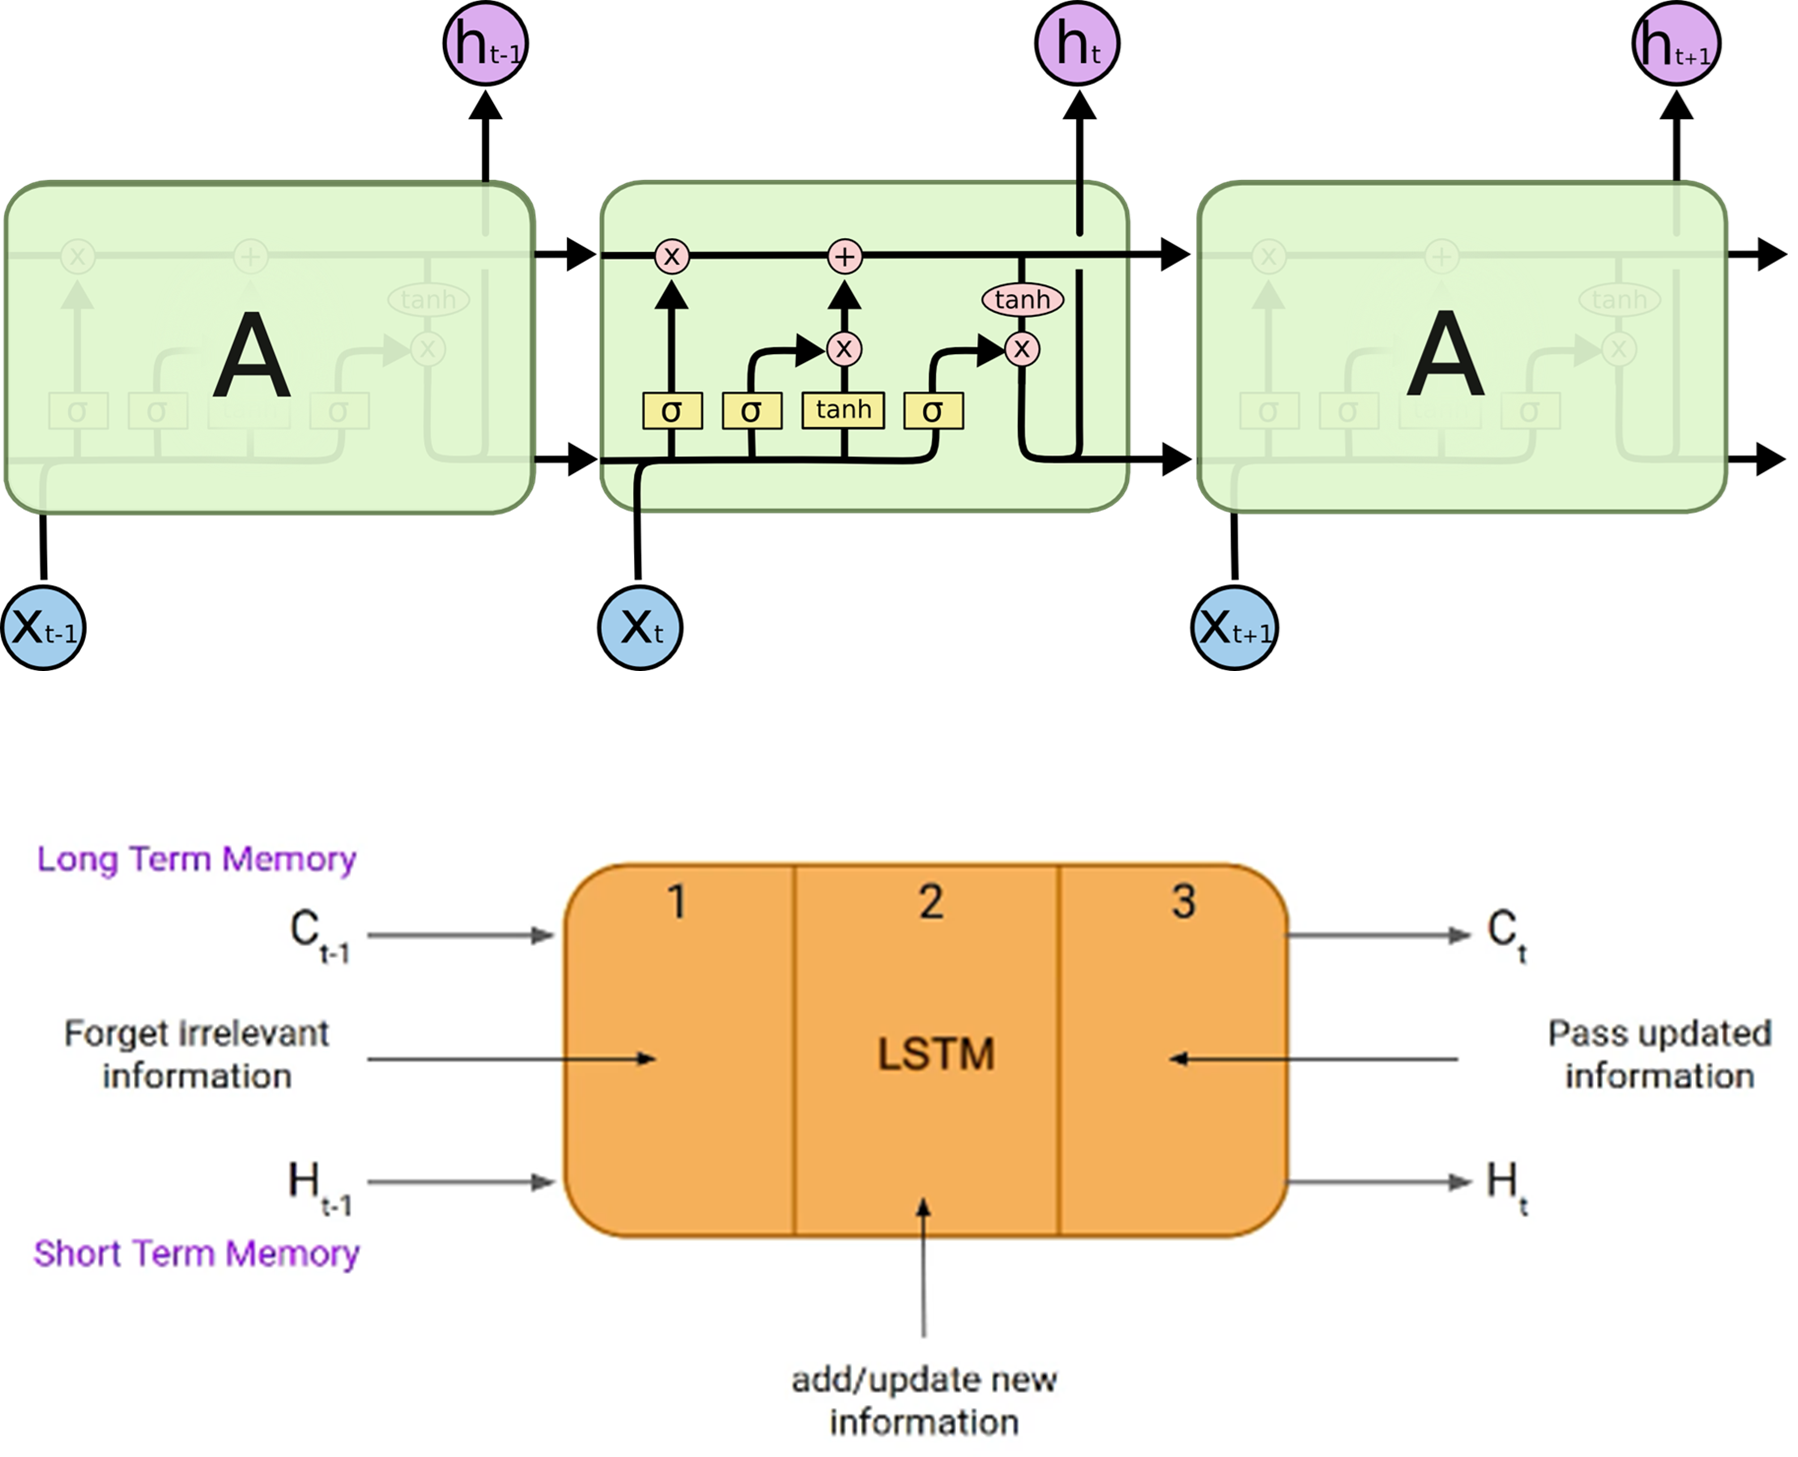 ht-1
ht
ht+1
x
+
tanh
x
σ
σ
σ
A
x
+
tanh
x
x
σ
σ
tanh
σ
x
+
tanh
x
σ
σ
σ
A
Xt-1
Xt
Xt+1
Long Term Memory
1
2
3
Ct-1
Ct
Forget irrelevant
information
LSTM
Pass updated
information
Ht-1
Ht
Short Term Memory
add/update new
information